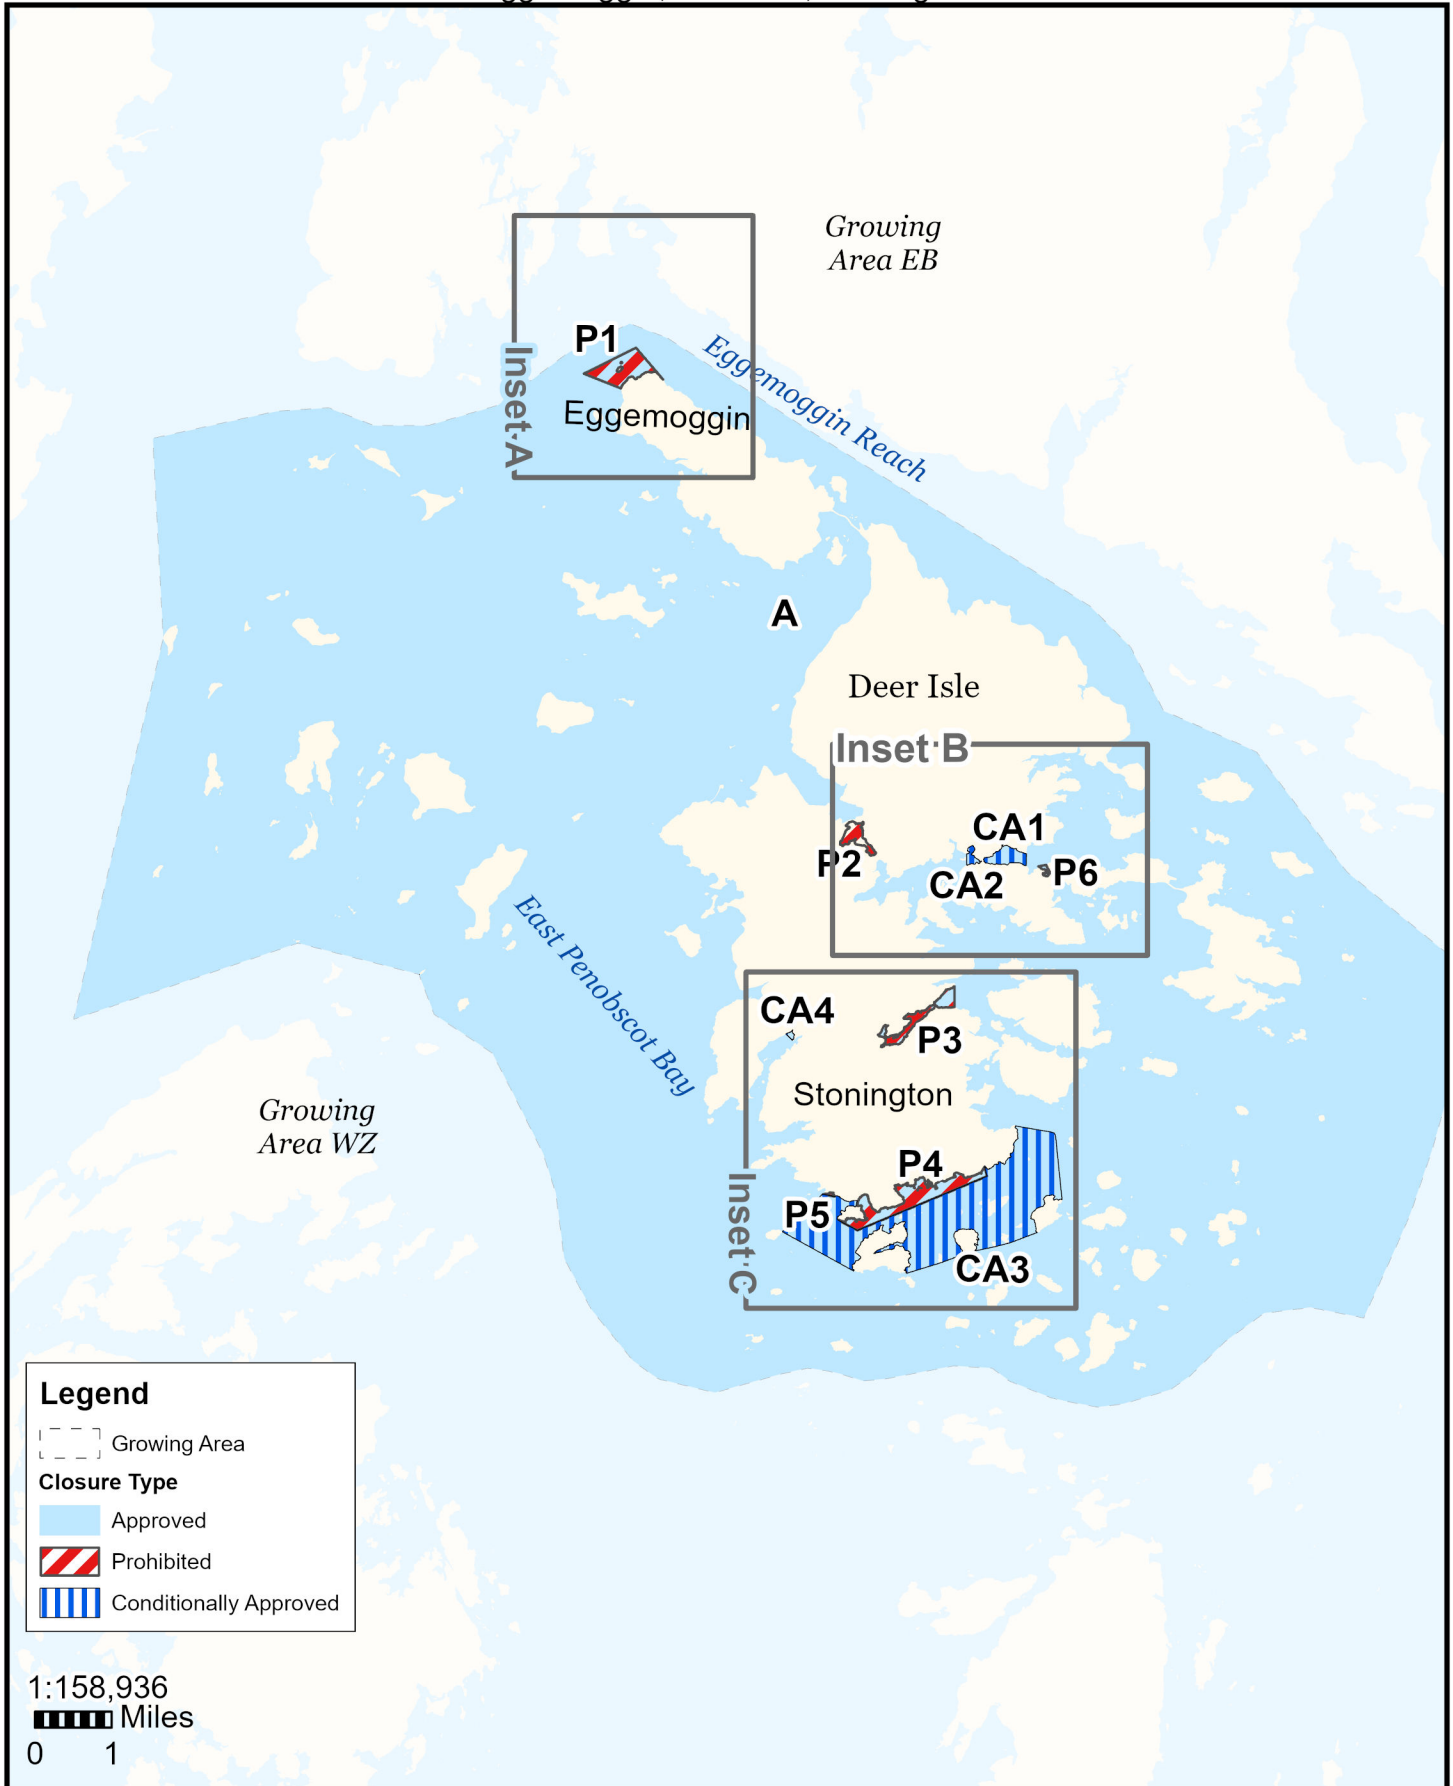 Growing
Area EB
P1
Inset A
Eggemoggin Reach
Eggemoggin
A
Deer Isle
Inset B
CA1
P2
CA2
P6
East Penobscot Bay
CA4
P3
Stonington
Growing
Area WZ
P4
P5
Inset C
CA3
Legend
Growing Area
Closure Type
Approved
Prohibited
Conditionally Approved
1:158,936
Miles
0 1